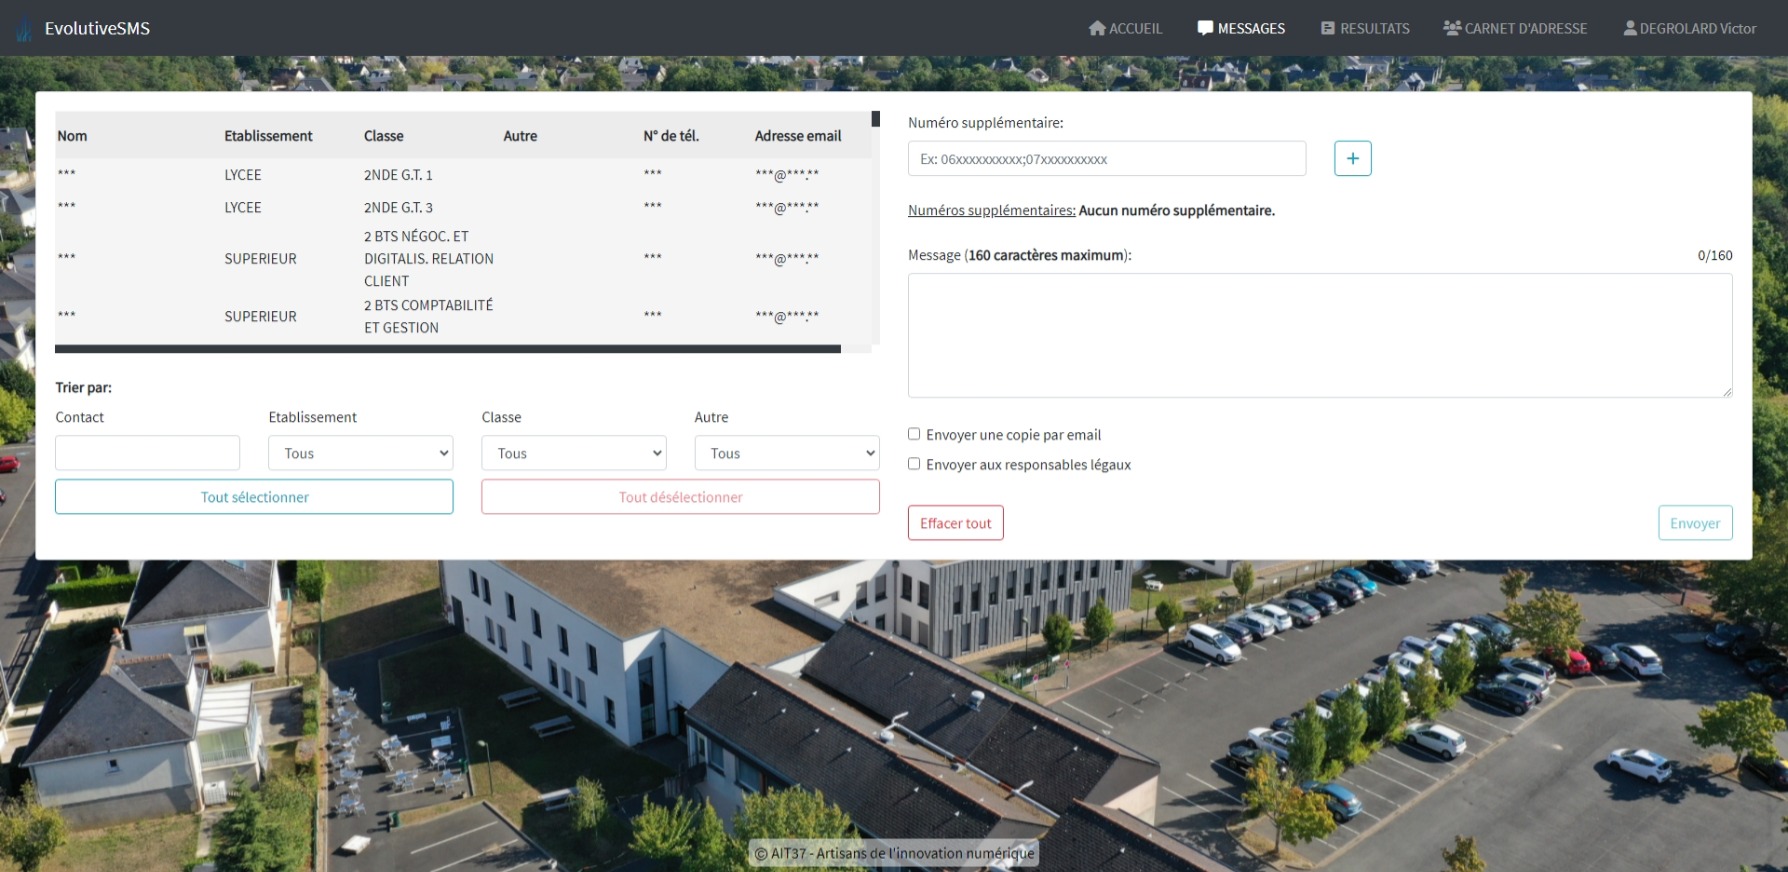 EvolutiveSMS
ACCUEIL MESSAGES RESULTATS CARNET D'ADRESSE DEGROLARD Victor
Nom Etablissement Classe Autre N° de tél. Adresse email
*** LYCEE 2NDE G.T. 1 *** ***@***.**
*** LYCEE 2NDE G.T. 3 *** ***@***.**
2 BTS NÉGOC. ET
*** SUPERIEUR DIGITALIS. RELATION *** ***@***.**
CLIENT
*** SUPERIEUR 2 BTS COMPTABILITÉ *** ***@***.**
ET GESTION
Trier par:
Contact Etablissement Classe Autre
Tous Tous Tous
Tout sélectionner Tout désélectionner
Numéro supplémentaire:
Ex: 06xxxxxxxxxx;07xxxxxxxxxx +
Numéros supplémentaires: Aucun numéro supplémentaire.
Message (160 caractères maximum): 0/160
Envoyer une copie par email
Envoyer aux responsables légaux
Effacer tout Envoyer
© AIT37 - Artisans de l'innovation numérique